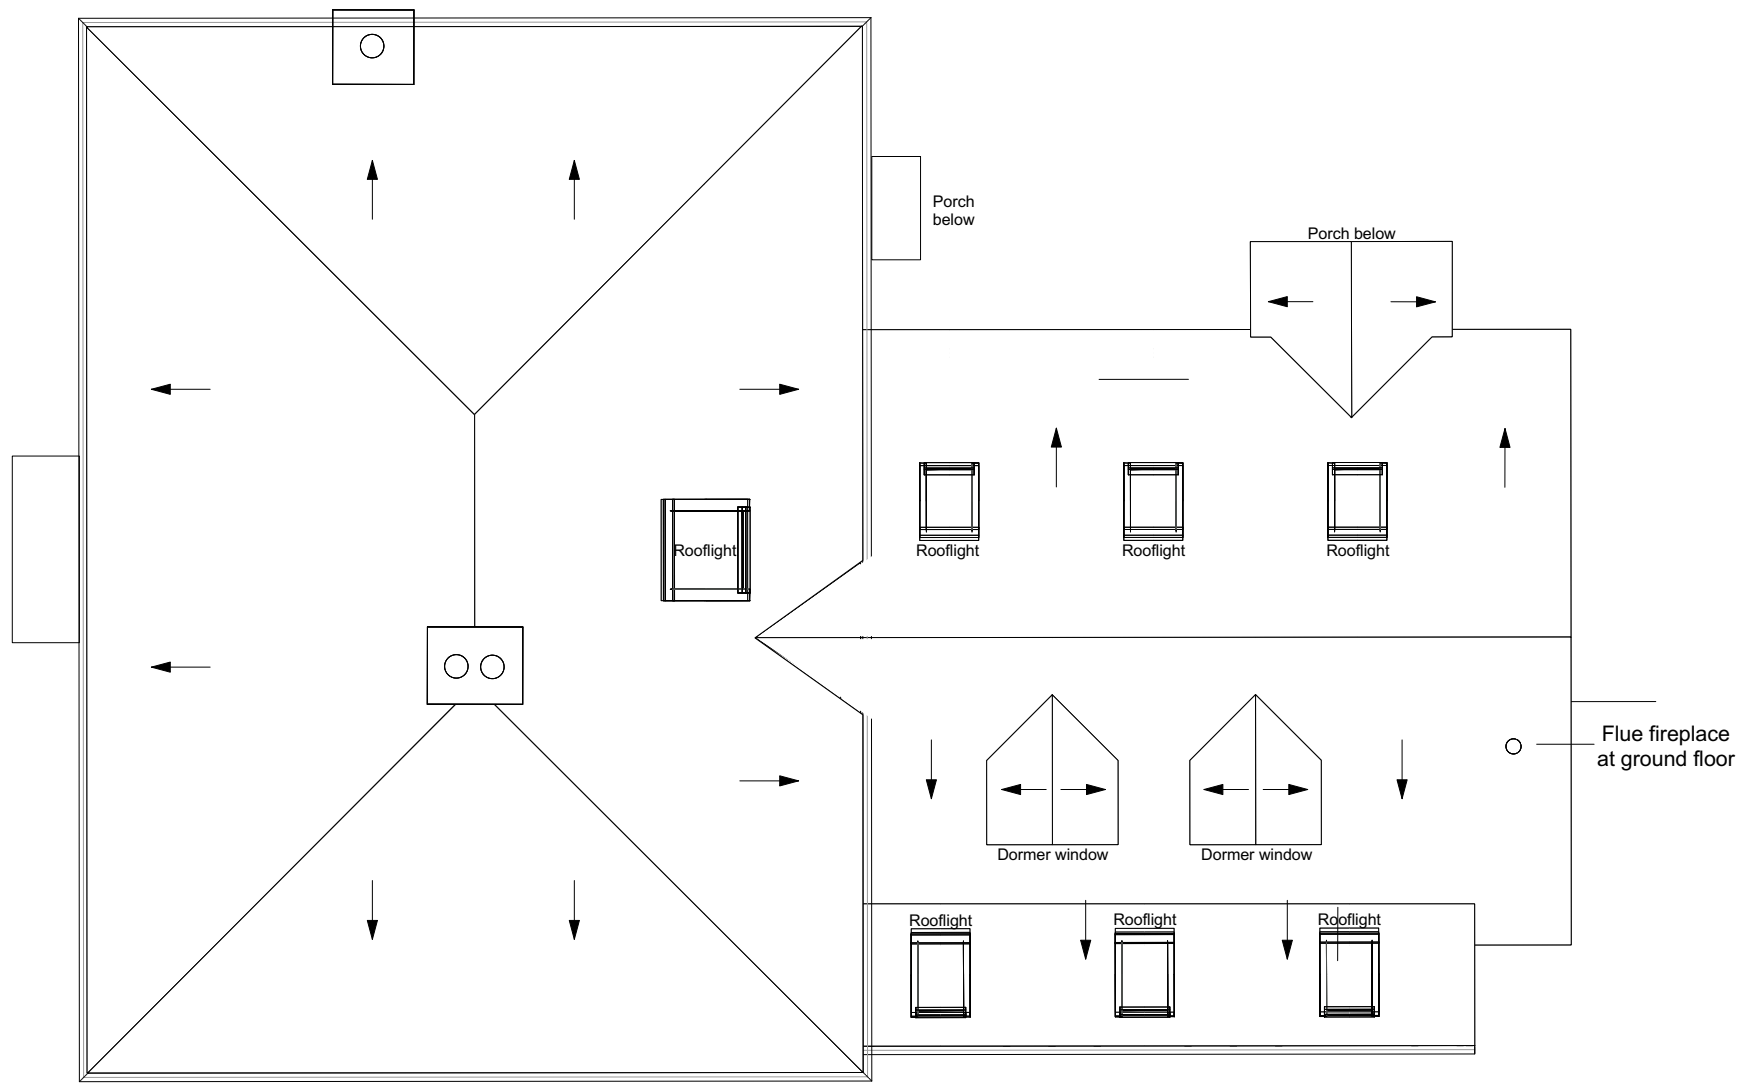 Porch
below
Porch below
Rooflight
Rooflight
Rooflight
Rooflight
Flue fireplace
at ground floor
Dormer window
Dormer window
Rooflight
Rooflight
Rooflight